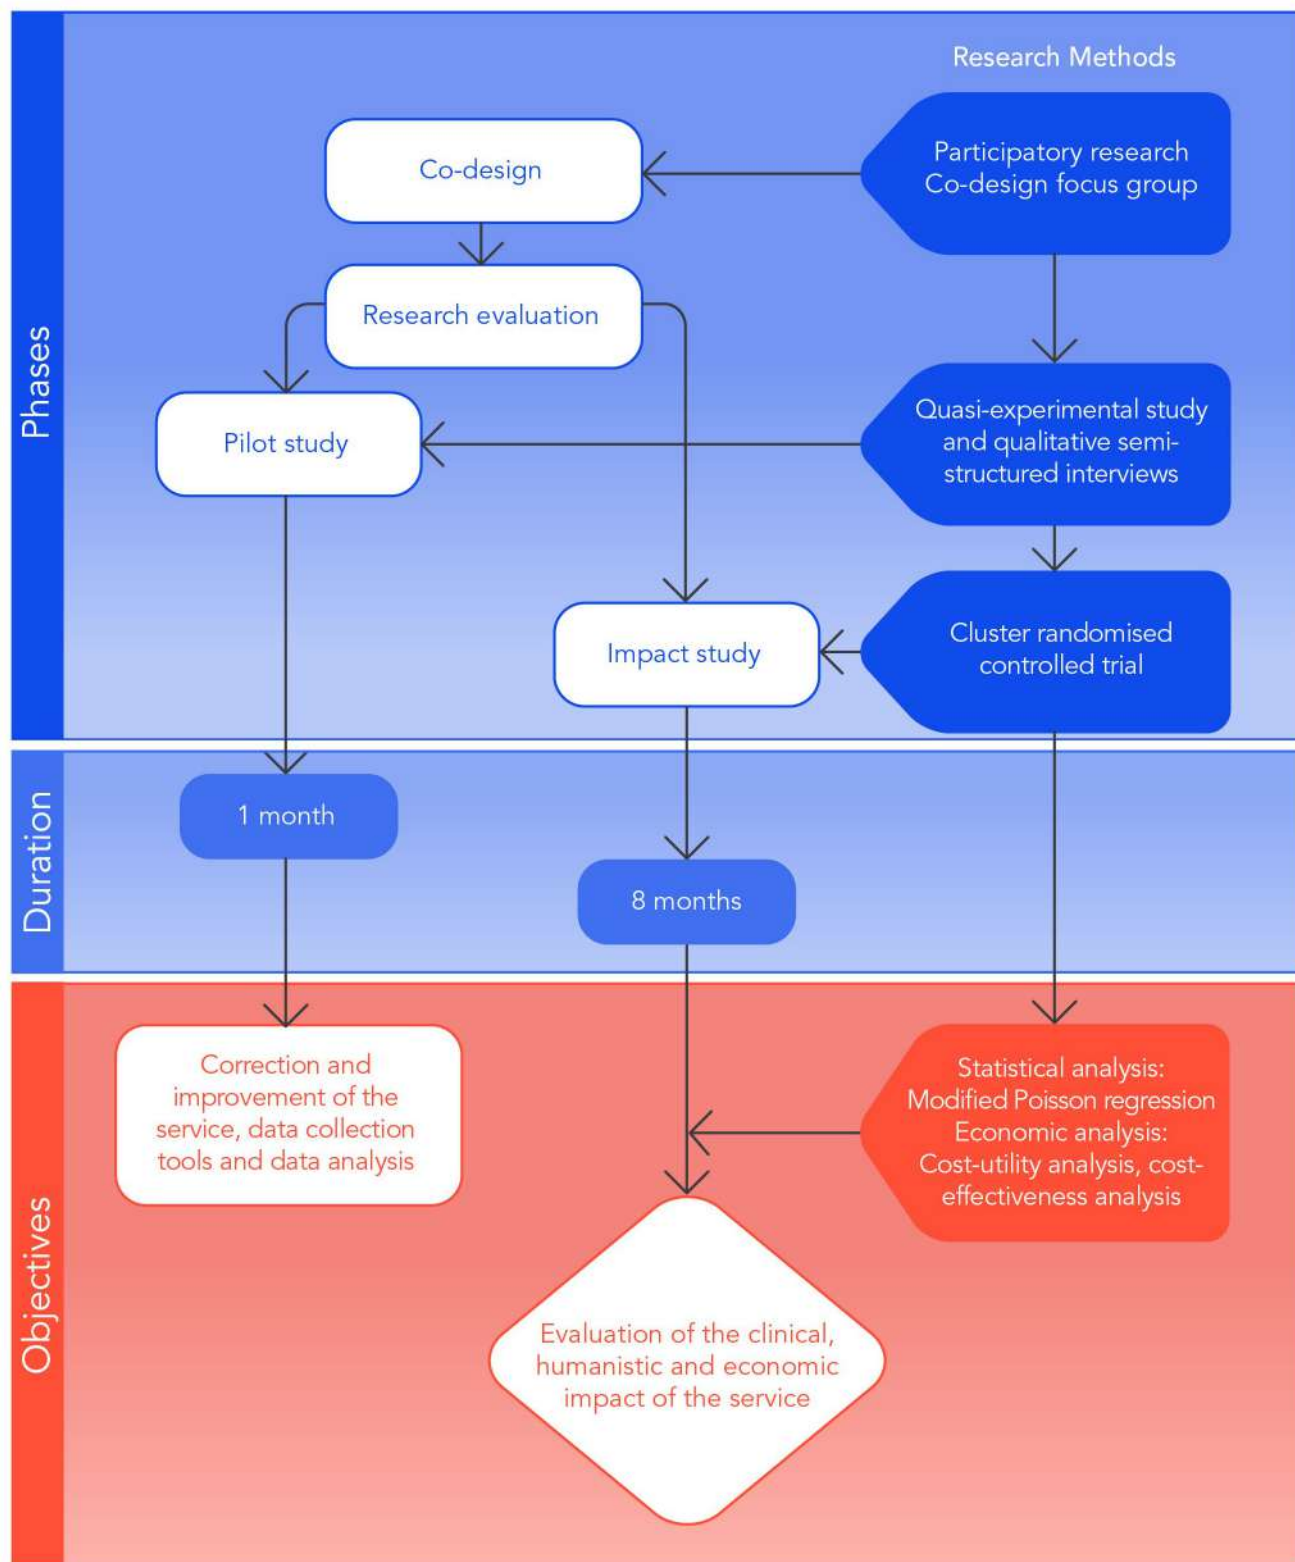 Phases
Research Methods
Co-design
Participatory research
Co-design focus group
Research evaluation
Pilot study
Quasi-experimental study
and qualitative semi-
structured interviews
Impact study
Cluster randomised
controlled trial
Duration
1 month
8 months
Objectives
Correction and
improvement of the
service, data collection
tools and data analysis
Statistical analysis:
Modified Poisson regression
Economic analysis:
Cost-utility analysis, cost-
effectiveness analysis
Evaluation of the clinical,
humanistic and economic
impact of the service